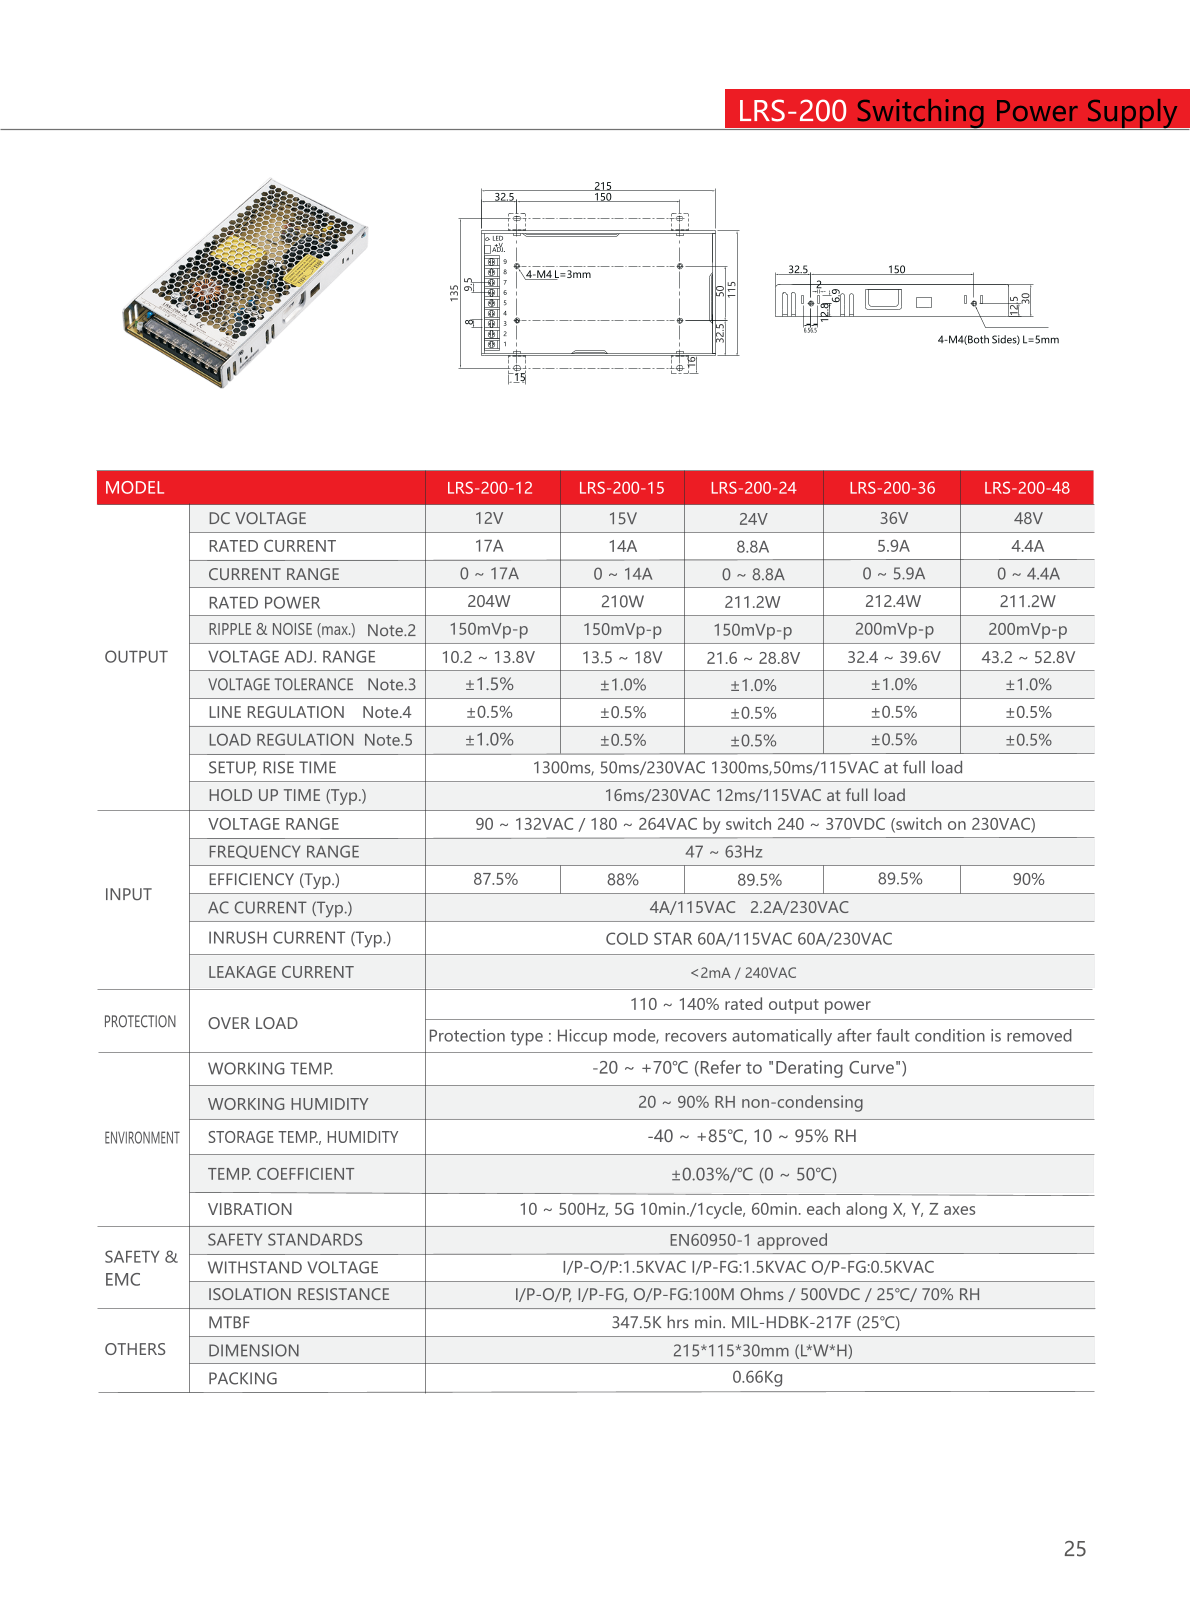 LRS-200 Switching Power Supply
215
32.5 150
LED
+V
ADJ.
9
8
7
6
5
4
3
2
1
4-M4 L=3mm
135
9.5
8
50
115
32.5
16
15
32.5 150
2
6.9
12.8
6.5 6.5
12.5
30
4-M4(Both Sides) L=5mm
MODEL LRS-200-12 LRS-200-15 LRS-200-24 LRS-200-36 LRS-200-48
OUTPUT
DC VOLTAGE 12V 15V 24V 36V 48V
RATED CURRENT 17A 14A 8.8A 5.9A 4.4A
CURRENT RANGE 0 ~ 17A 0 ~ 14A 0 ~ 8.8A 0 ~ 5.9A 0 ~ 4.4A
RATED POWER 204W 210W 211.2W 212.4W 211.2W
RIPPLE & NOISE (max.) Note.2 150mVp-p 150mVp-p 150mVp-p 200mVp-p 200mVp-p
VOLTAGE ADJ. RANGE 10.2 ~ 13.8V 13.5 ~ 18V 21.6 ~ 28.8V 32.4 ~ 39.6V 43.2 ~ 52.8V
VOLTAGE TOLERANCE Note.3 ±1.5% ±1.0% ±1.0% ±1.0% ±1.0%
LINE REGULATION Note.4 ±0.5% ±0.5% ±0.5% ±0.5% ±0.5%
LOAD REGULATION Note.5 ±1.0% ±0.5% ±0.5% ±0.5% ±0.5%
SETUP, RISE TIME 1300ms, 50ms/230VAC 1300ms,50ms/115VAC at full load
HOLD UP TIME (Typ.) 16ms/230VAC 12ms/115VAC at full load
INPUT
VOLTAGE RANGE 90 ~ 132VAC / 180 ~ 264VAC by switch 240 ~ 370VDC (switch on 230VAC)
FREQUENCY RANGE 47 ~ 63Hz
EFFICIENCY (Typ.) 87.5% 88% 89.5% 89.5% 90%
AC CURRENT (Typ.) 4A/115VAC 2.2A/230VAC
INRUSH CURRENT (Typ.) COLD STAR 60A/115VAC 60A/230VAC
LEAKAGE CURRENT <2mA / 240VAC
PROTECTION
OVER LOAD
110 ~ 140% rated output power
Protection type : Hiccup mode, recovers automatically after fault condition is removed
ENVIRONMENT
WORKING TEMP. -20 ~ +70℃ (Refer to "Derating Curve")
WORKING HUMIDITY 20 ~ 90% RH non-condensing
STORAGE TEMP., HUMIDITY -40 ~ +85℃, 10 ~ 95% RH
TEMP. COEFFICIENT ±0.03%/℃ (0 ~ 50℃)
VIBRATION 10 ~ 500Hz, 5G 10min./1cycle, 60min. each along X, Y, Z axes
SAFETY &
EMC
SAFETY STANDARDS EN60950-1 approved
WITHSTAND VOLTAGE I/P-O/P:1.5KVAC I/P-FG:1.5KVAC O/P-FG:0.5KVAC
ISOLATION RESISTANCE I/P-O/P, I/P-FG, O/P-FG:100M Ohms / 500VDC / 25℃/ 70% RH
OTHERS
MTBF 347.5K hrs min. MIL-HDBK-217F (25℃)
DIMENSION 215*115*30mm (L*W*H)
PACKING 0.66Kg
25